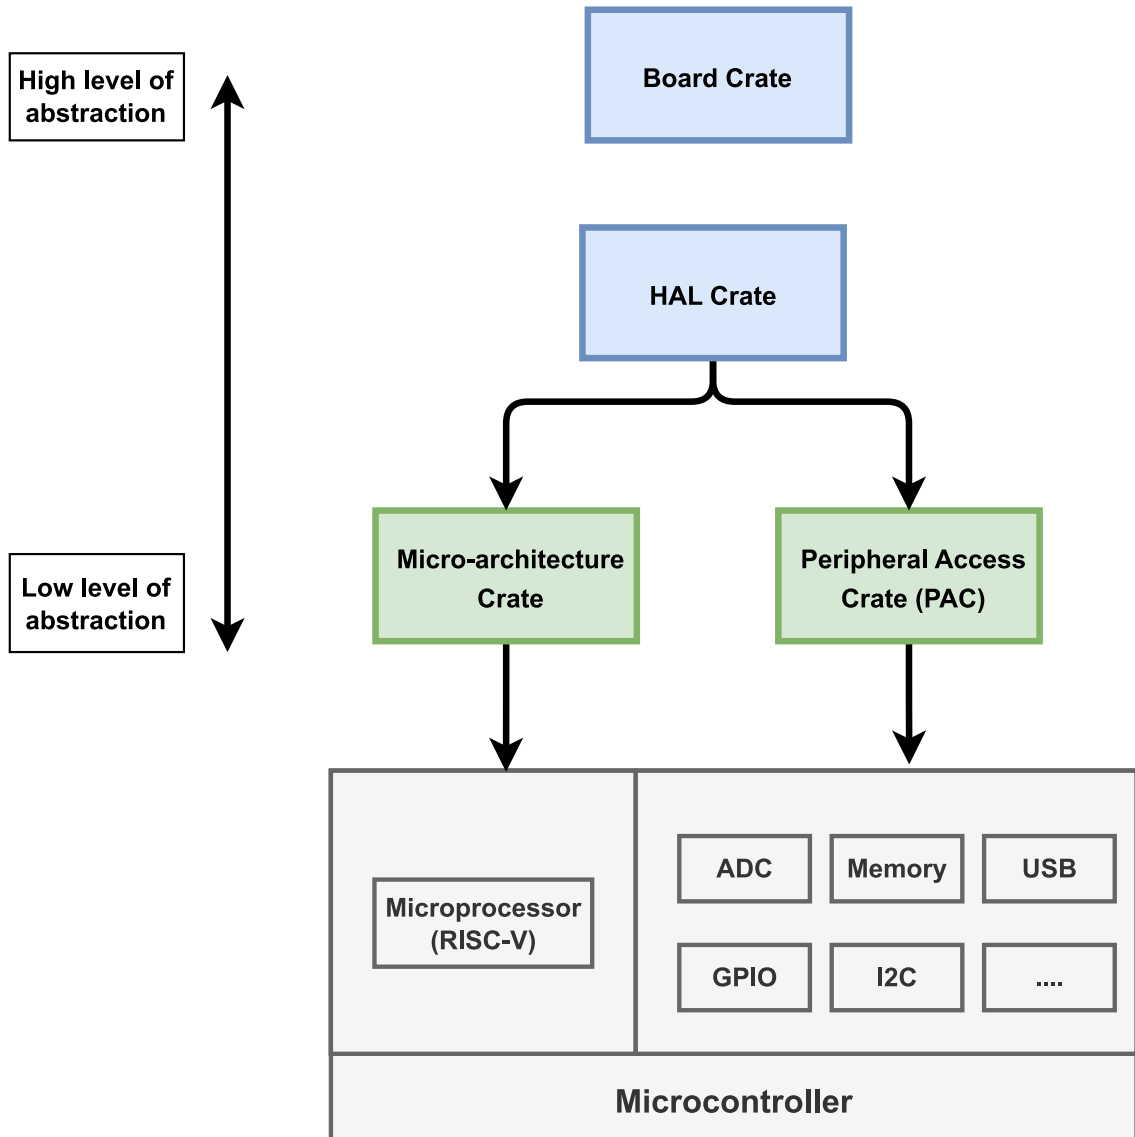 High level of
abstraction
Board Crate
HAL Crate
Low level of
abstraction
Micro-architecture
Crate
Peripheral Access
Crate (PAC)
Microprocessor
(RISC-V)
ADC
Memory
USB
GPIO
I2C
....
Microcontroller